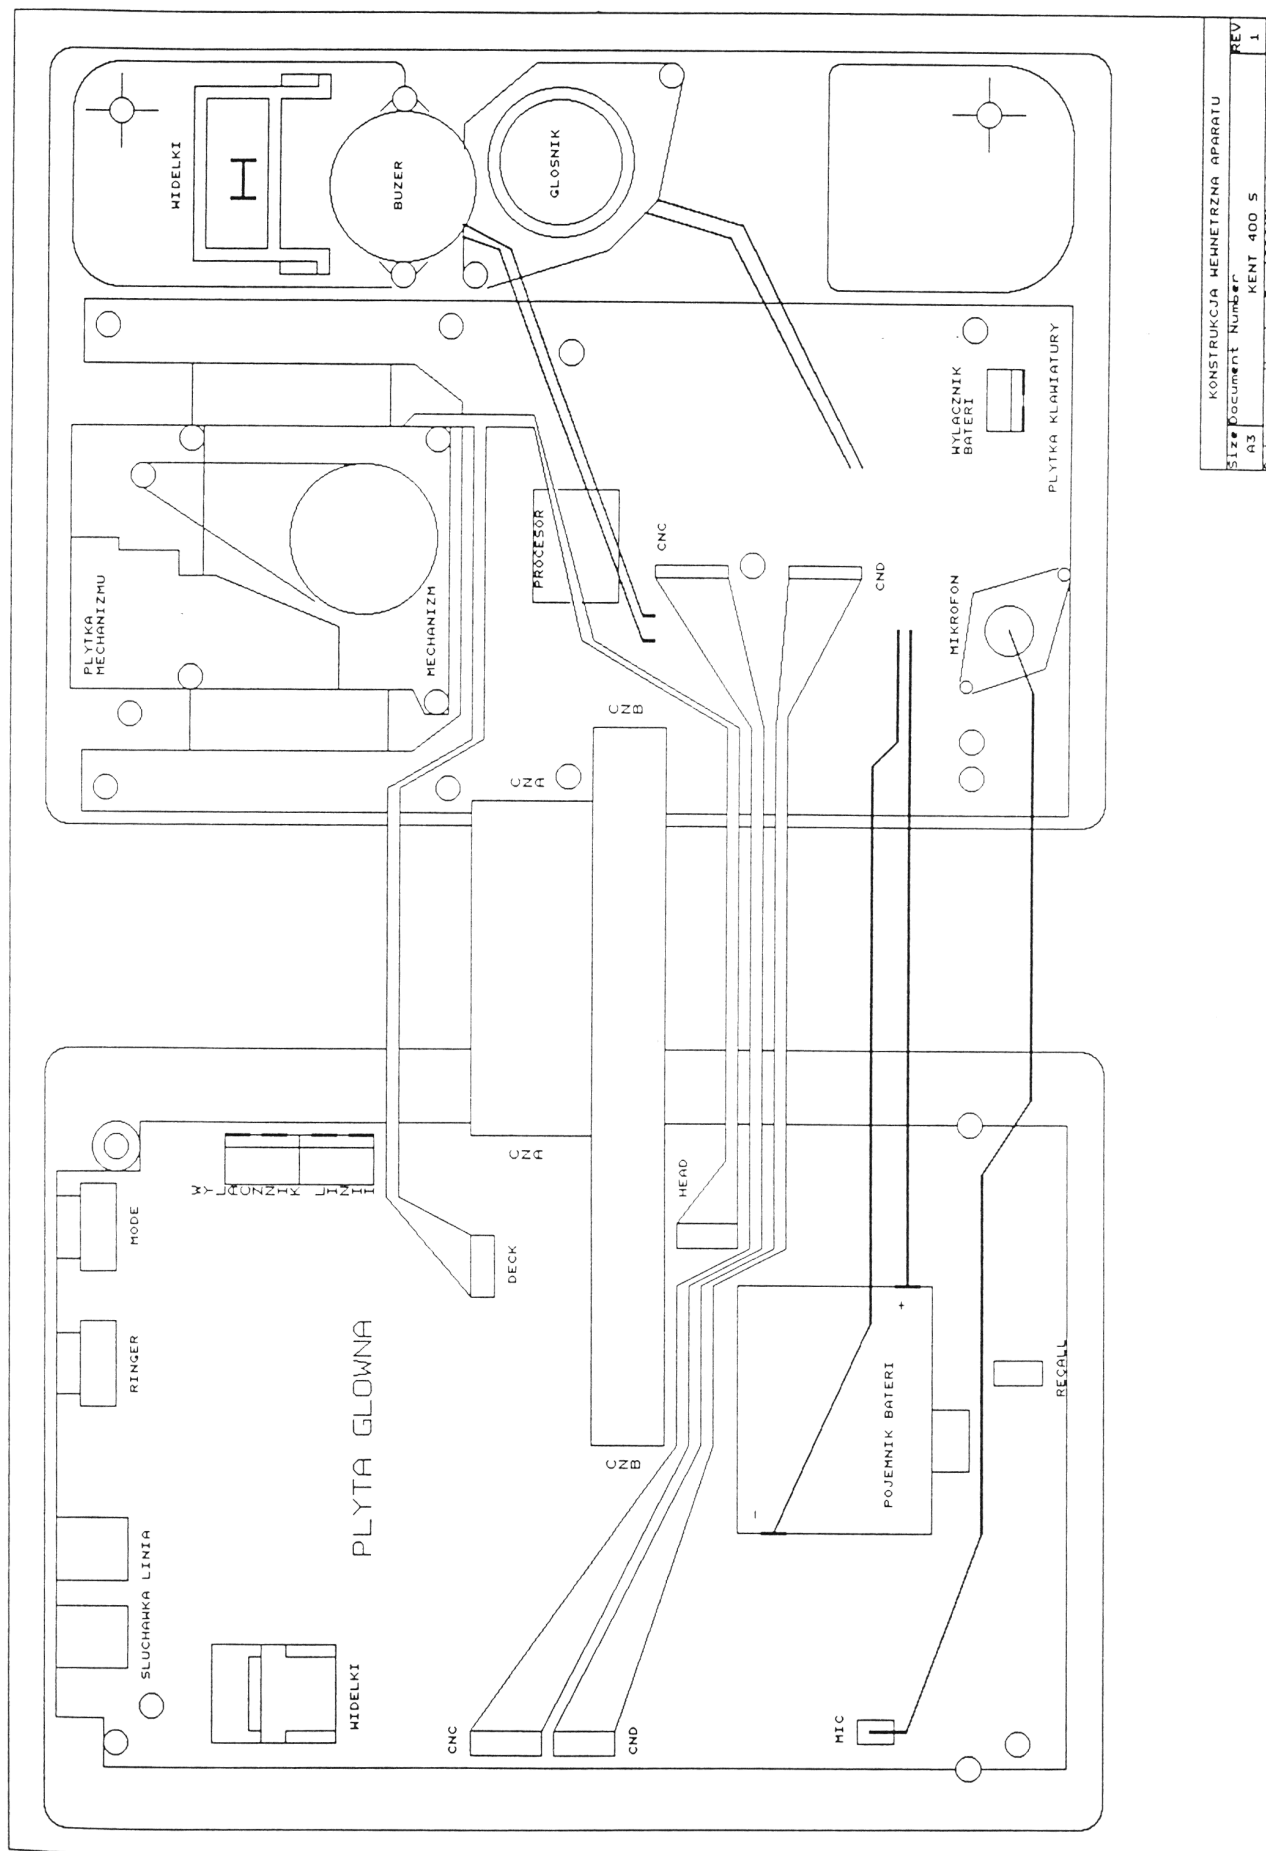 KONSTRUKCJA WEWNETRZNA APARATU
Size
Document Number
REV
A3
KENT 400 S
1
WIDELKI
H
BUZER
GLOSNIK
PLYTKA
MECHANIZMU
MECHANIZM
PROCESOR
CNC
CND
WYLACZNIK
BATERI
PLYTKA KLAWIATURY
MIKROFON
CNA
CNB
CNA
CNB
MODE
RINGER
WYLACZNIK LINII
DECK
HEAD
PLYTA GLOWNA
SLUCHAWKA LINIA
WIDELKI
CNC
CND
MIC
POJEMNIK BATERI
+
-
RECALL